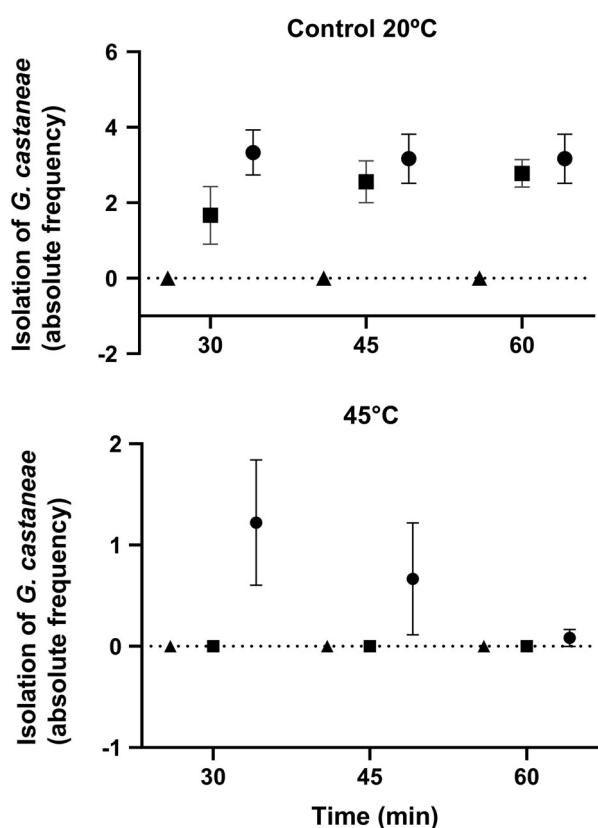 Control 20ºC
Isolation of G. castaneae
(absolute frequency)
6
4
2
0
-2
30 45 60
45°C
Isolation of G. castaneae
(absolute frequency)
2
1
0
-1
30 45 60
Time (min)